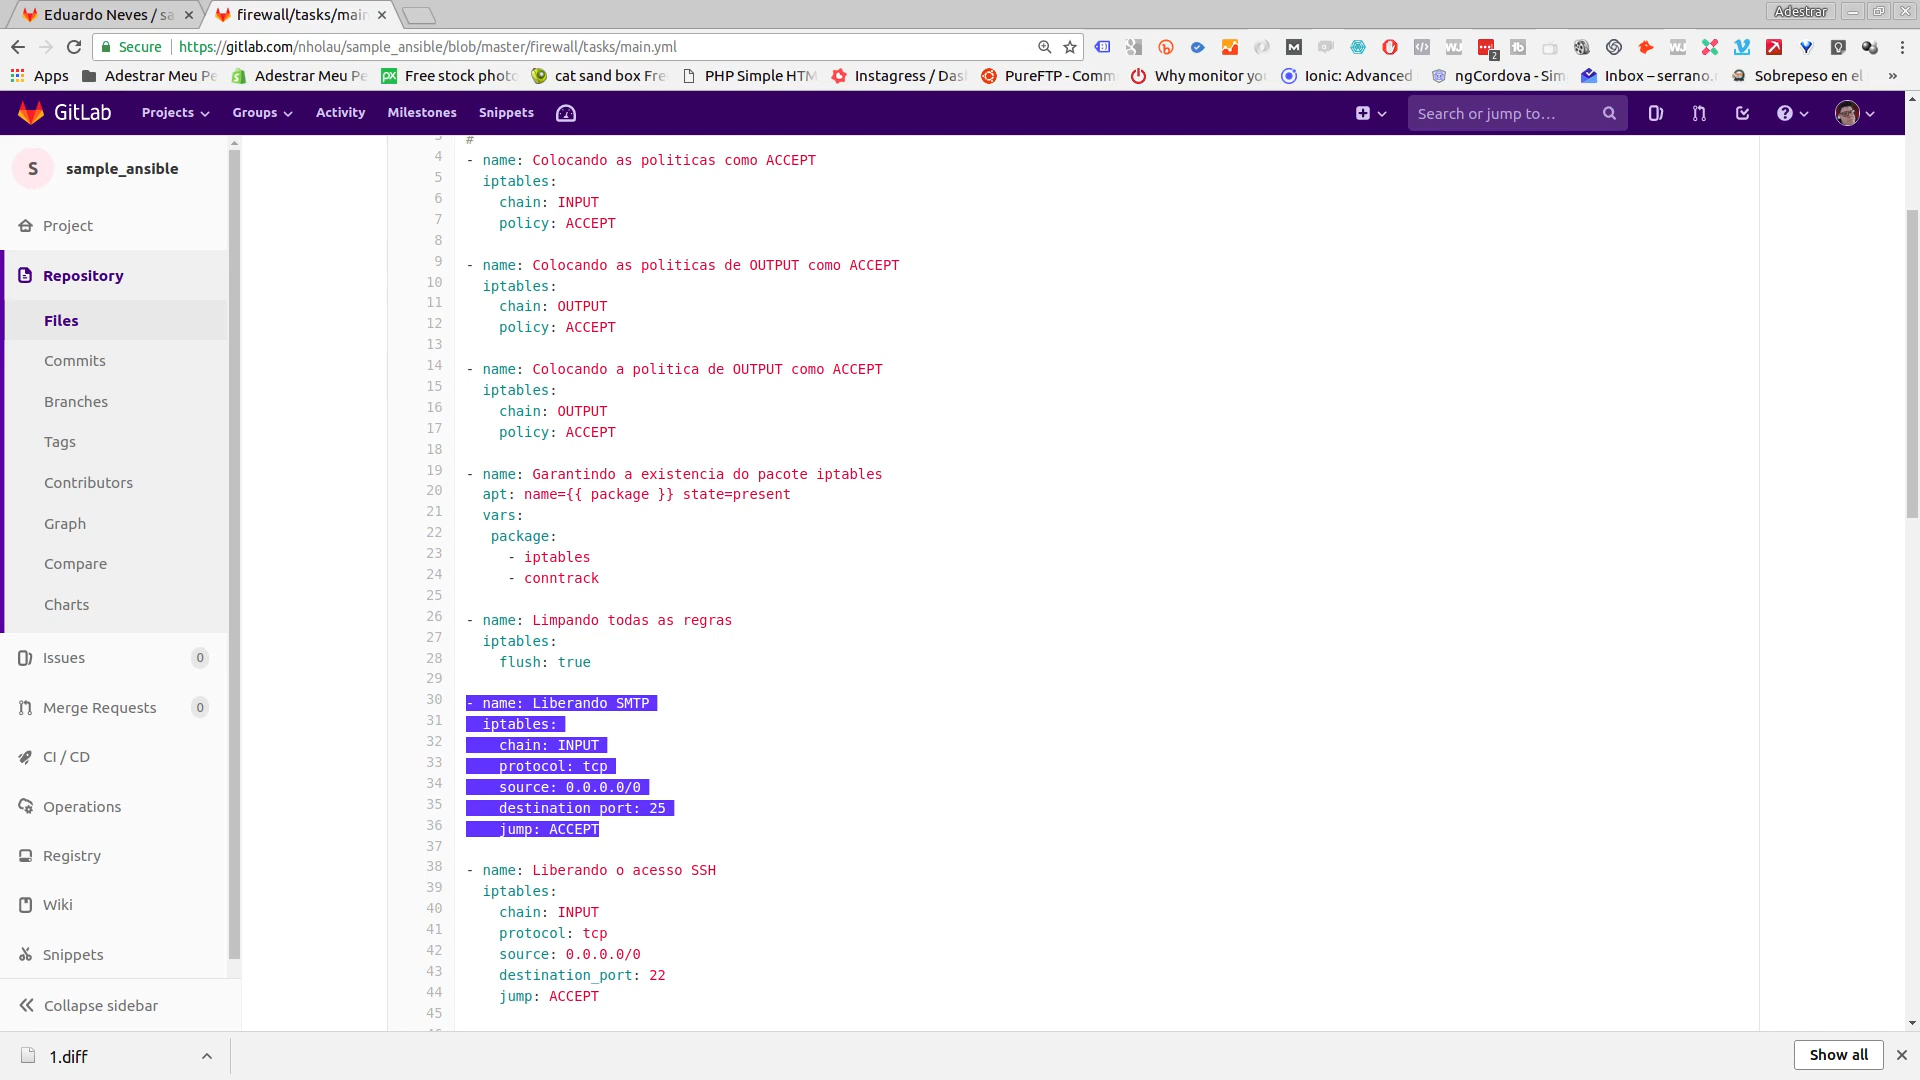 Eduardo Neves / sa
firewall/tasks/main
Adestrar
Secure
https://gitlab.com/nholau/sample_ansible/blob/master/firewall/tasks/main.yml
Apps
Adestrar Meu Pe
Adestrar Meu Pe
Free stock photo
cat sand box Fre
PHP Simple HTM
Instagress / Das
PureFTP - Comm
Why monitor yo
Ionic: Advanced
ngCordova - Sim
Inbox – serrano.
Sobrepeso en el
»
GitLab
Projects
Groups
Activity
Milestones
Snippets
Search or jump to…
S
sample_ansible
Project
Repository
Files
Commits
Branches
Tags
Contributors
Graph
Compare
Charts
Issues
0
Merge Requests
0
CI / CD
Operations
Registry
Wiki
Snippets
Collapse sidebar
3 #
4 - name: Colocando as politicas como ACCEPT
5 iptables:
6 chain: INPUT
7 policy: ACCEPT
8
9 - name: Colocando as politicas de OUTPUT como ACCEPT
10 iptables:
11 chain: OUTPUT
12 policy: ACCEPT
13
14 - name: Colocando a politica de OUTPUT como ACCEPT
15 iptables:
16 chain: OUTPUT
17 policy: ACCEPT
18
19 - name: Garantindo a existencia do pacote iptables
20 apt: name={{ package }} state=present
21 vars:
22 package:
23 - iptables
24 - conntrack
25
26 - name: Limpando todas as regras
27 iptables:
28 flush: true
29
30 - name: Liberando SMTP
31 iptables:
32 chain: INPUT
33 protocol: tcp
34 source: 0.0.0.0/0
35 destination_port: 25
36 jump: ACCEPT
37
38 - name: Liberando o acesso SSH
39 iptables:
40 chain: INPUT
41 protocol: tcp
42 source: 0.0.0.0/0
43 destination_port: 22
44 jump: ACCEPT
45
1.diff
Show all